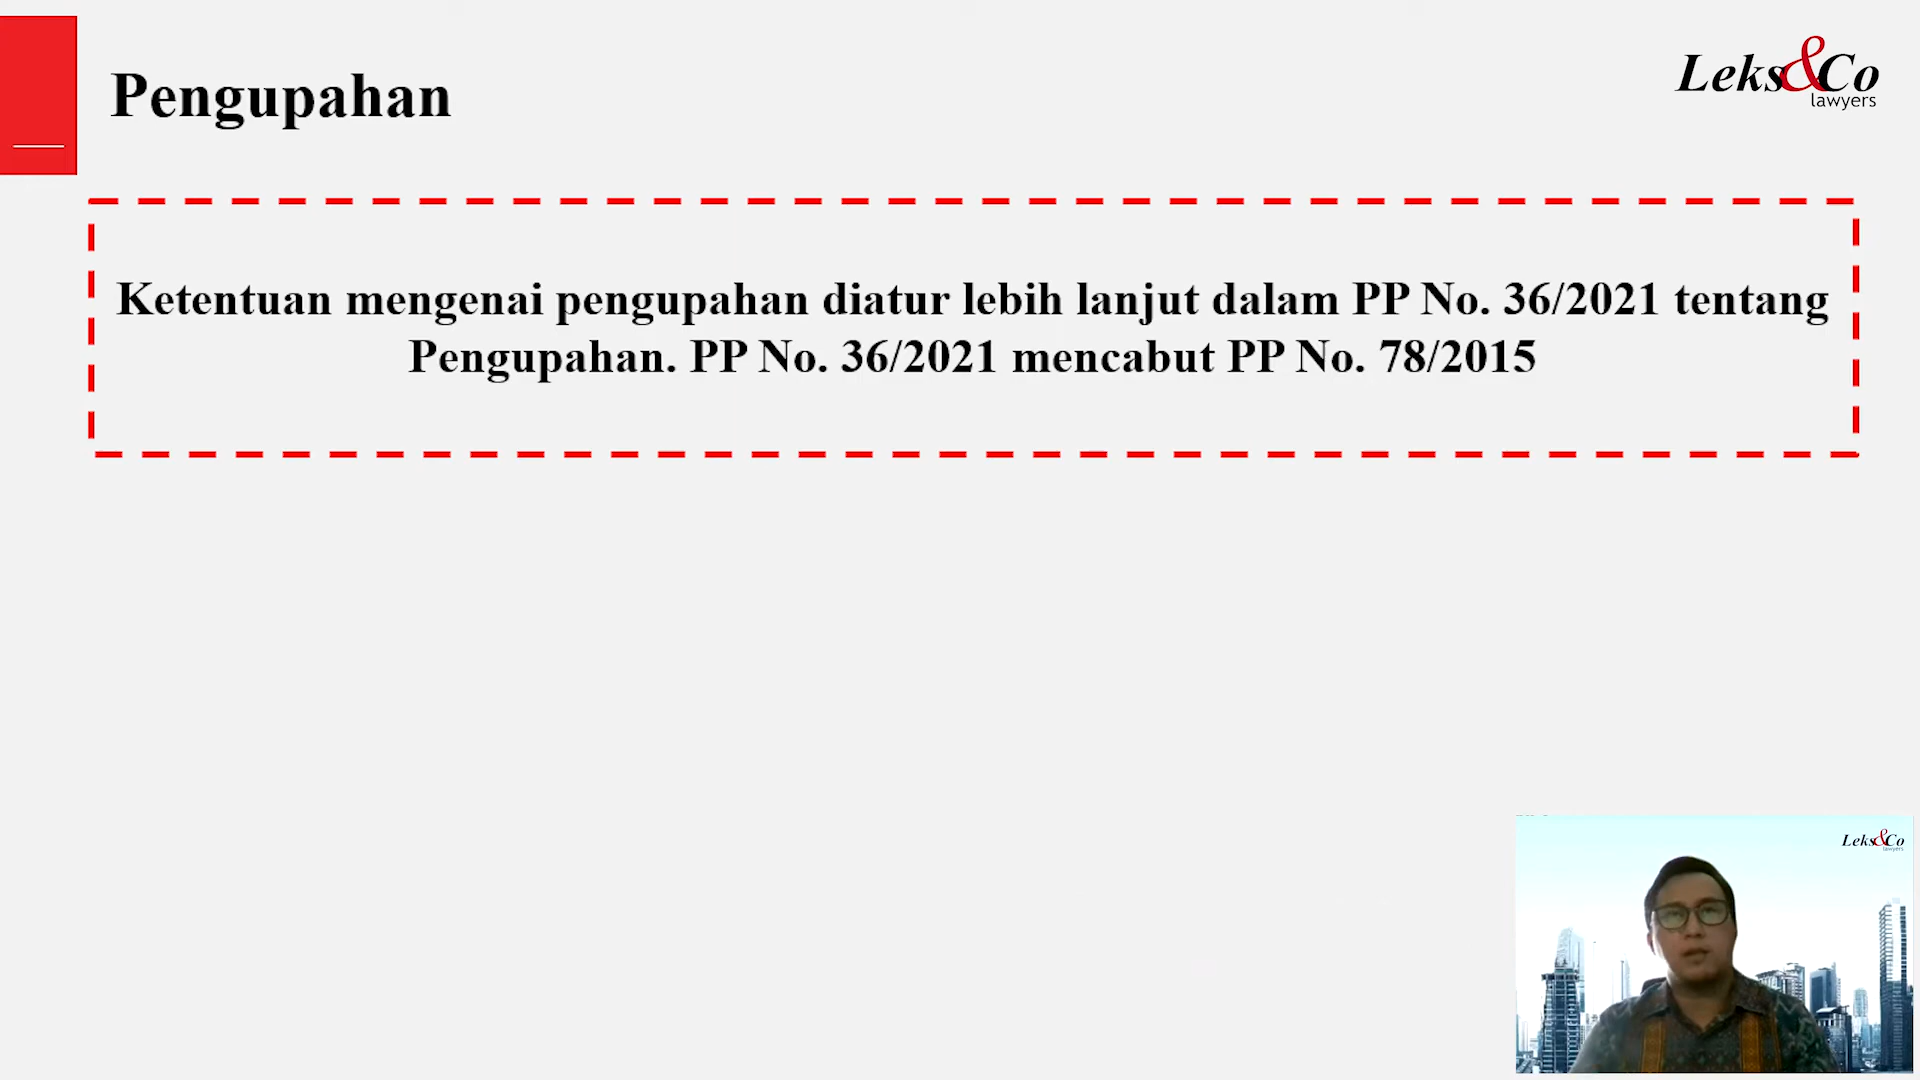 Pengupahan
Leks&Co
lawyers
Ketentuan mengenai pengupahan diatur lebih lanjut dalam PP No. 36/2021 tentang
Pengupahan. PP No. 36/2021 mencabut PP No. 78/2015
Leks&Co
lawyers